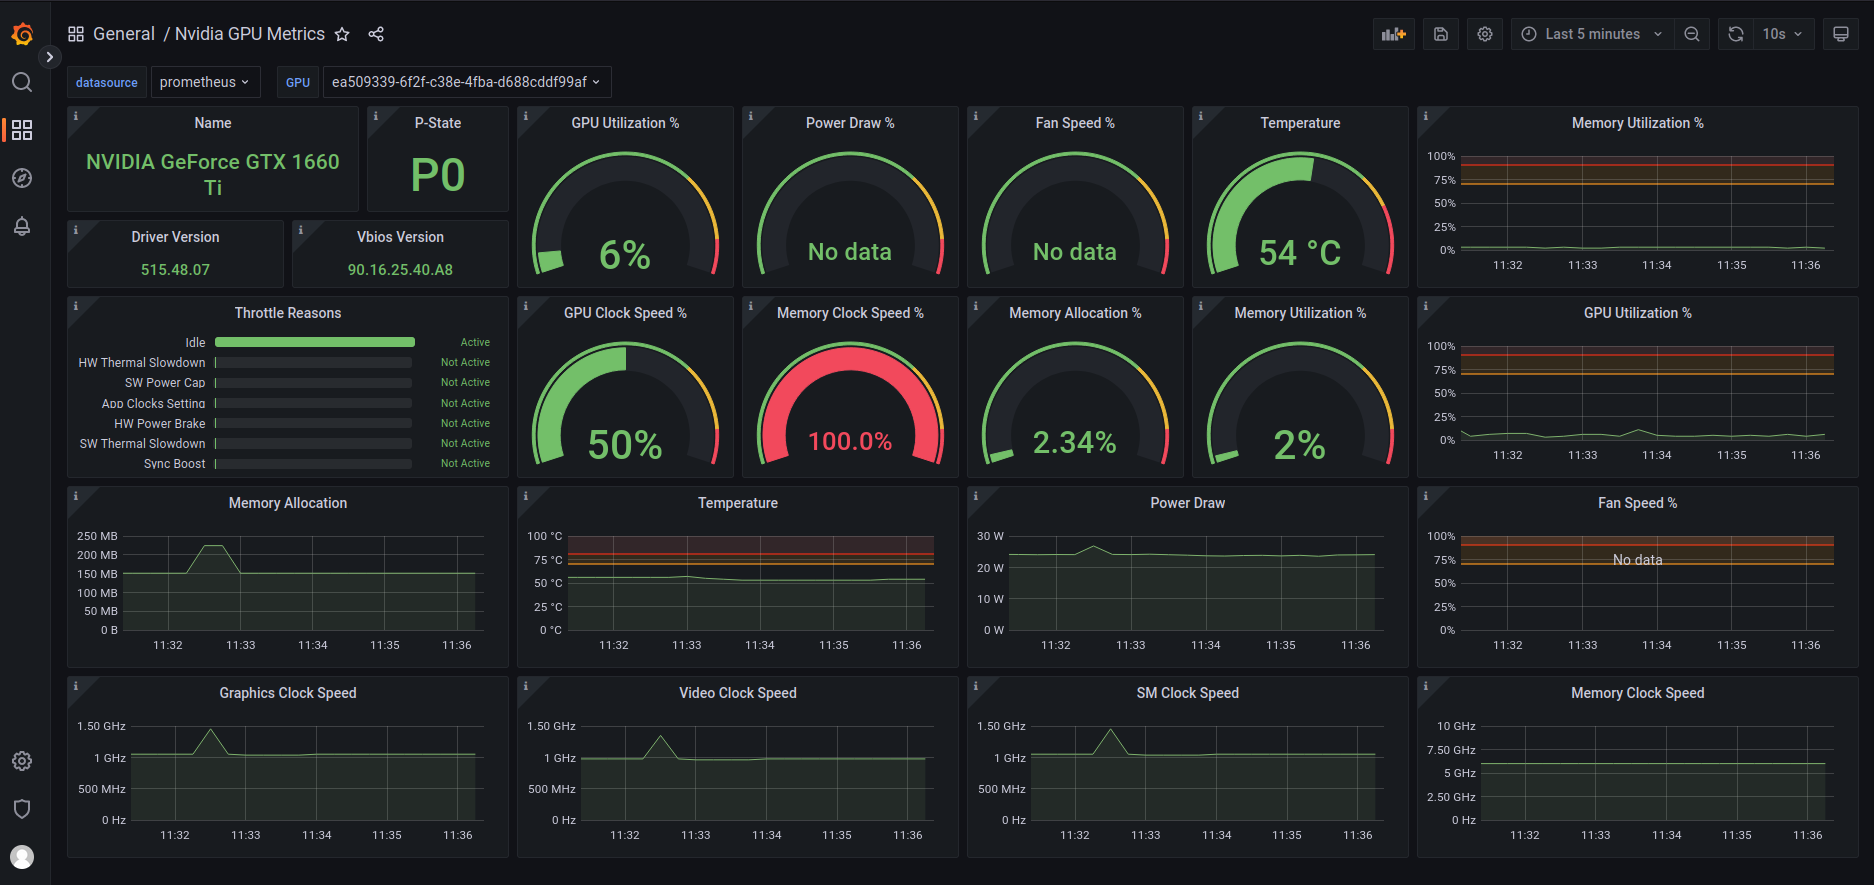 General / Nvidia GPU Metrics
Last 5 minutes
10s
datasource
prometheus
GPU
ea509339-6f2f-c38e-4fba-d688cddf99af
Name
NVIDIA GeForce GTX 1660
Ti
P-State
P0
Driver Version
515.48.07
Vbios Version
90.16.25.40.A8
GPU Utilization %
6%
Power Draw %
No data
Fan Speed %
No data
Temperature
54 °C
Memory Utilization %
100%
75%
50%
25%
0%
11:32 11:33 11:34 11:35 11:36
Throttle Reasons
Idle Active
HW Thermal Slowdown Not Active
SW Power Cap Not Active
App Clocks Setting Not Active
HW Power Brake Not Active
SW Thermal Slowdown Not Active
Sync Boost Not Active
GPU Clock Speed %
50%
Memory Clock Speed %
100.0%
Memory Allocation %
2.34%
Memory Utilization %
2%
GPU Utilization %
100%
75%
50%
25%
0%
11:32 11:33 11:34 11:35 11:36
Memory Allocation
250 MB
200 MB
150 MB
100 MB
50 MB
0 B
11:32 11:33 11:34 11:35 11:36
Temperature
100 °C
75 °C
50 °C
25 °C
0 °C
11:32 11:33 11:34 11:35 11:36
Power Draw
30 W
20 W
10 W
0 W
11:32 11:33 11:34 11:35 11:36
Fan Speed %
100%
75%
No data
50%
25%
0%
11:32 11:33 11:34 11:35 11:36
Graphics Clock Speed
1.50 GHz
1 GHz
500 MHz
0 Hz
11:32 11:33 11:34 11:35 11:36
Video Clock Speed
1.50 GHz
1 GHz
500 MHz
0 Hz
11:32 11:33 11:34 11:35 11:36
SM Clock Speed
1.50 GHz
1 GHz
500 MHz
0 Hz
11:32 11:33 11:34 11:35 11:36
Memory Clock Speed
10 GHz
7.50 GHz
5 GHz
2.50 GHz
0 Hz
11:32 11:33 11:34 11:35 11:36